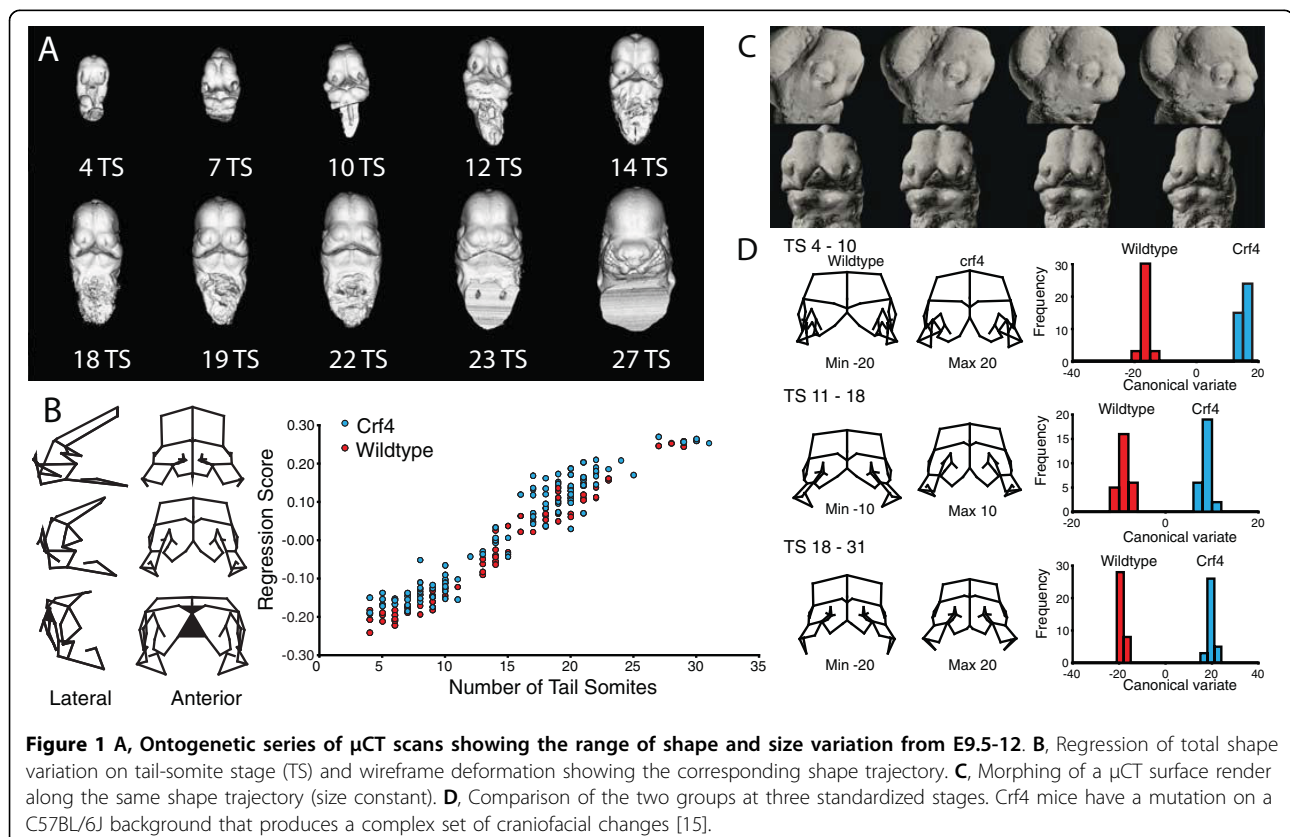 A
4 TS 7 TS 10 TS 12 TS 14 TS
18 TS 19 TS 22 TS 23 TS 27 TS
B
Lateral Anterior
Crf4
Wildtype
Regression Score
0.30
0.20
0.10
-0.00
-0.10
-0.20
-0.30
0 5 10 15 20 25 30 35
Number of Tail Somites
C
D
TS 4 - 10
Wildtype crf4
Min -20 Max 20
Wildtype Crf4
Frequency
30
20
10
0
-40 -20 0 20 40
Canonical variate
TS 11 - 18
Min -10 Max 10
Wildtype Crf4
Frequency
20
15
10
5
0
-20 -10 0 10 20
Canonical variate
TS 18 - 31
Min -20 Max 20
Wildtype Crf4
Frequency
30
20
10
0
-40 -20 0 20 40
Canonical variate
Figure 1 A, Ontogenetic series of μCT scans showing the range of shape and size variation from E9.5-12. B, Regression of total shape
variation on tail-somite stage (TS) and wireframe deformation showing the corresponding shape trajectory. C, Morphing of a μCT surface render
along the same shape trajectory (size constant). D, Comparison of the two groups at three standardized stages. Crf4 mice have a mutation on a
C57BL/6J background that produces a complex set of craniofacial changes [15].